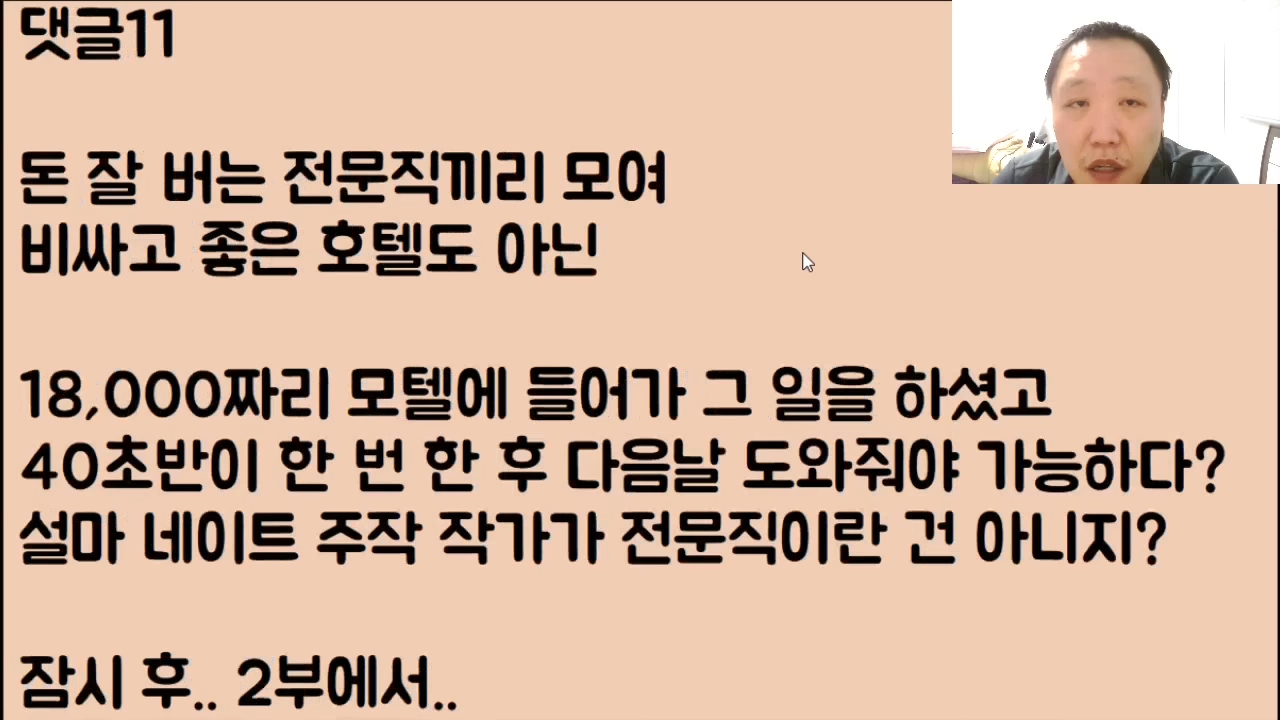 댓글11
돈 잘 버는 전문직끼리 모여
비싸고 좋은 호텔도 아닌
18,000짜리 모텔에 들어가 그 일을 하셨고
40초반이 한 번 한 후 다음날 도와줘야 가능하다?
설마 네이트 주작 작가가 전문직이란 건 아니지?
잠시 후.. 2부에서..